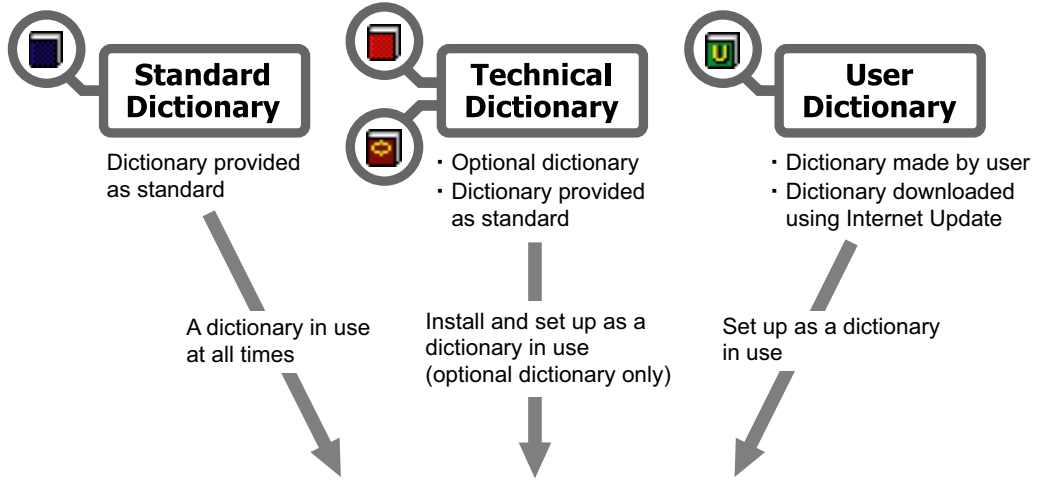 Standard
Dictionary
Dictionary provided
as standard
A dictionary in use
at all times
Technical
Dictionary
・Optional dictionary
・Dictionary provided
as standard
Install and set up as a
dictionary in use
(optional dictionary only)
U
User
Dictionary
・Dictionary made by user
・Dictionary downloaded
using Internet Update
Set up as a dictionary
in use